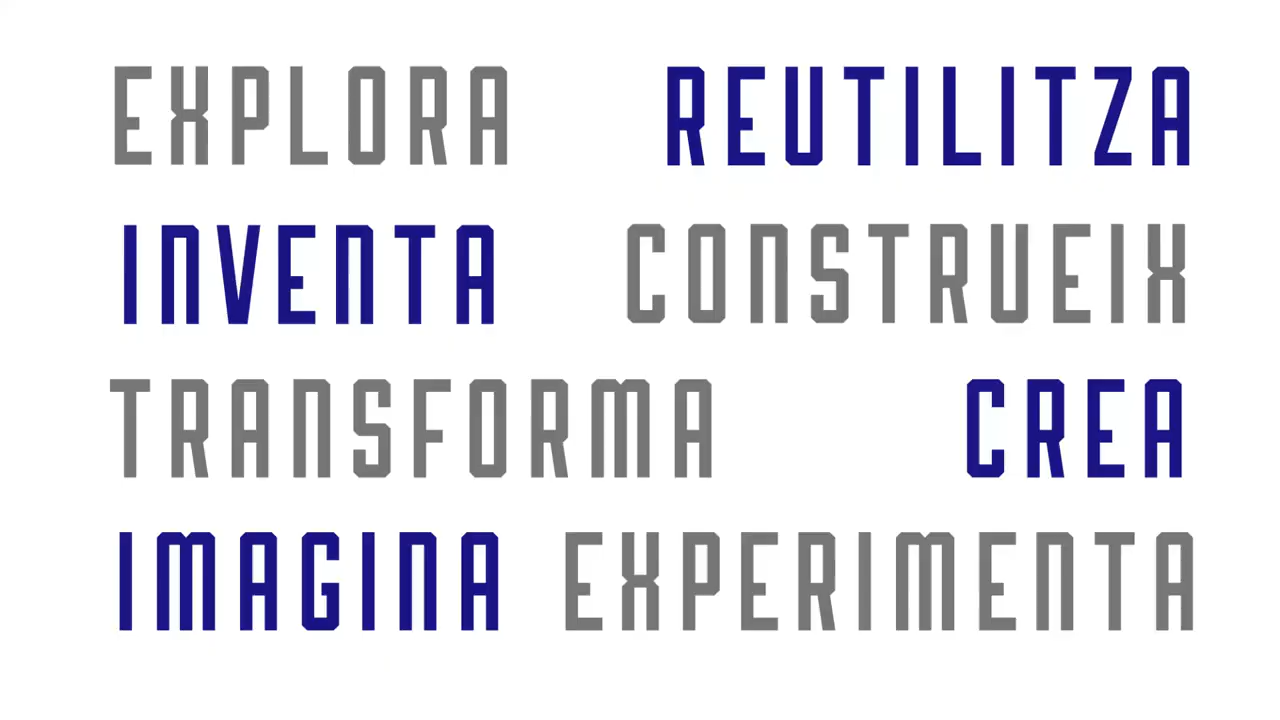 EXPLORA REUTILITZA
INVENTA CONSTRUEIX
TRANSFORMA CREA
IMAGINA EXPERIMENTA